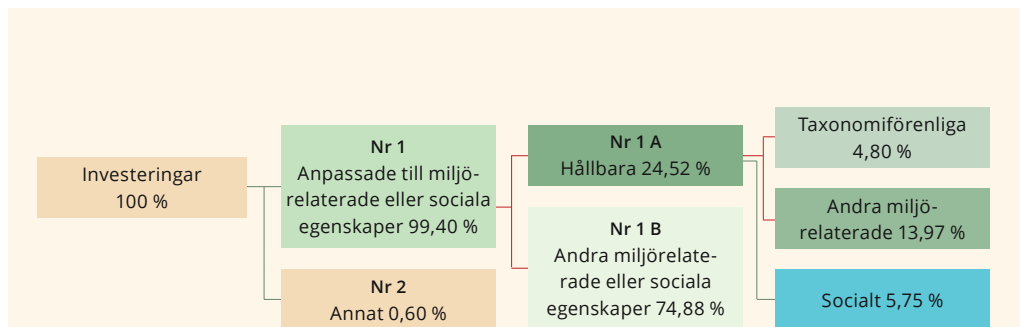 Investeringar
100 %
Nr 1
Anpassade till miljö-
relaterade eller sociala
egenskaper 99,40 %
Nr 2
Annat 0,60 %
Nr 1 A
Hållbara 24,52 %
Nr 1 B
Andra miljörelate-
rade eller sociala
egenskaper 74,88 %
Taxonomiförenliga
4,80 %
Andra miljö-
relaterade 13,97 %
Socialt 5,75 %